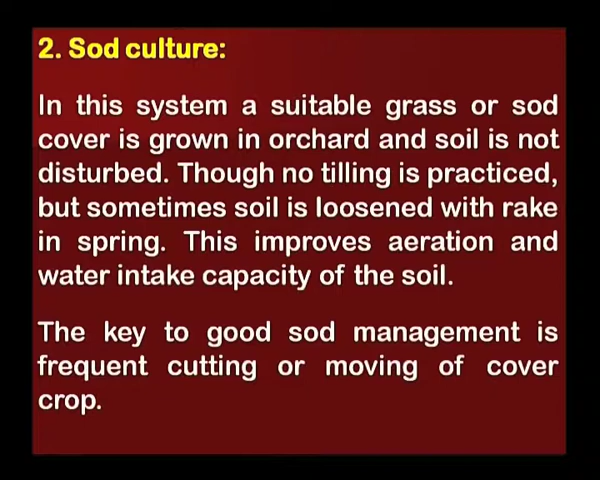 2. Sod culture:
In this system a suitable grass or sod
cover is grown in orchard and soil is not
disturbed. Though no tilling is practiced,
but sometimes soil is loosened with rake
in spring. This improves aeration and
water intake capacity of the soil.
The key to good sod management is
frequent cutting or moving of cover
crop.